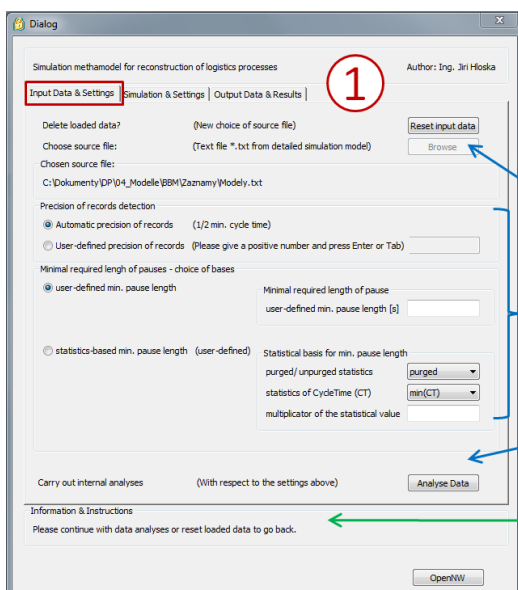 Dialog
X
Simulation methamodel for reconstruction of logistics processes Author: Ing. Jiri Hloska
1
Input Data & Settings Simulation & Settings Output Data & Results
Delete loaded data? (New choice of source file) Reset input data
Choose source file: (Text file *.txt from detailed simulation model) Browse
Chosen source file:
C:\Dokumenty\DP\04_Modelle\BBM\Zaznamy\Modely.txt
Precision of records detection
Automatic precision of records (1/2 min. cycle time)
User-defined precision of records (Please give a positive number and press Enter or Tab)
Minimal required lengh of pauses - choice of bases
user-defined min. pause length
Minimal required length of pause
user-defined min. pause length [s]
statistics-based min. pause length (user-defined)
Statistical basis for min. pause length
purged/ unpurged statistics purged
statistics of CycleTime (CT) min(CT)
multiplicator of the statistical value
Carry out internal analyses (With respect to the settings above) Analyse Data
Information & Instructions
Please continue with data analyses or reset loaded data to go back.
OpenNW